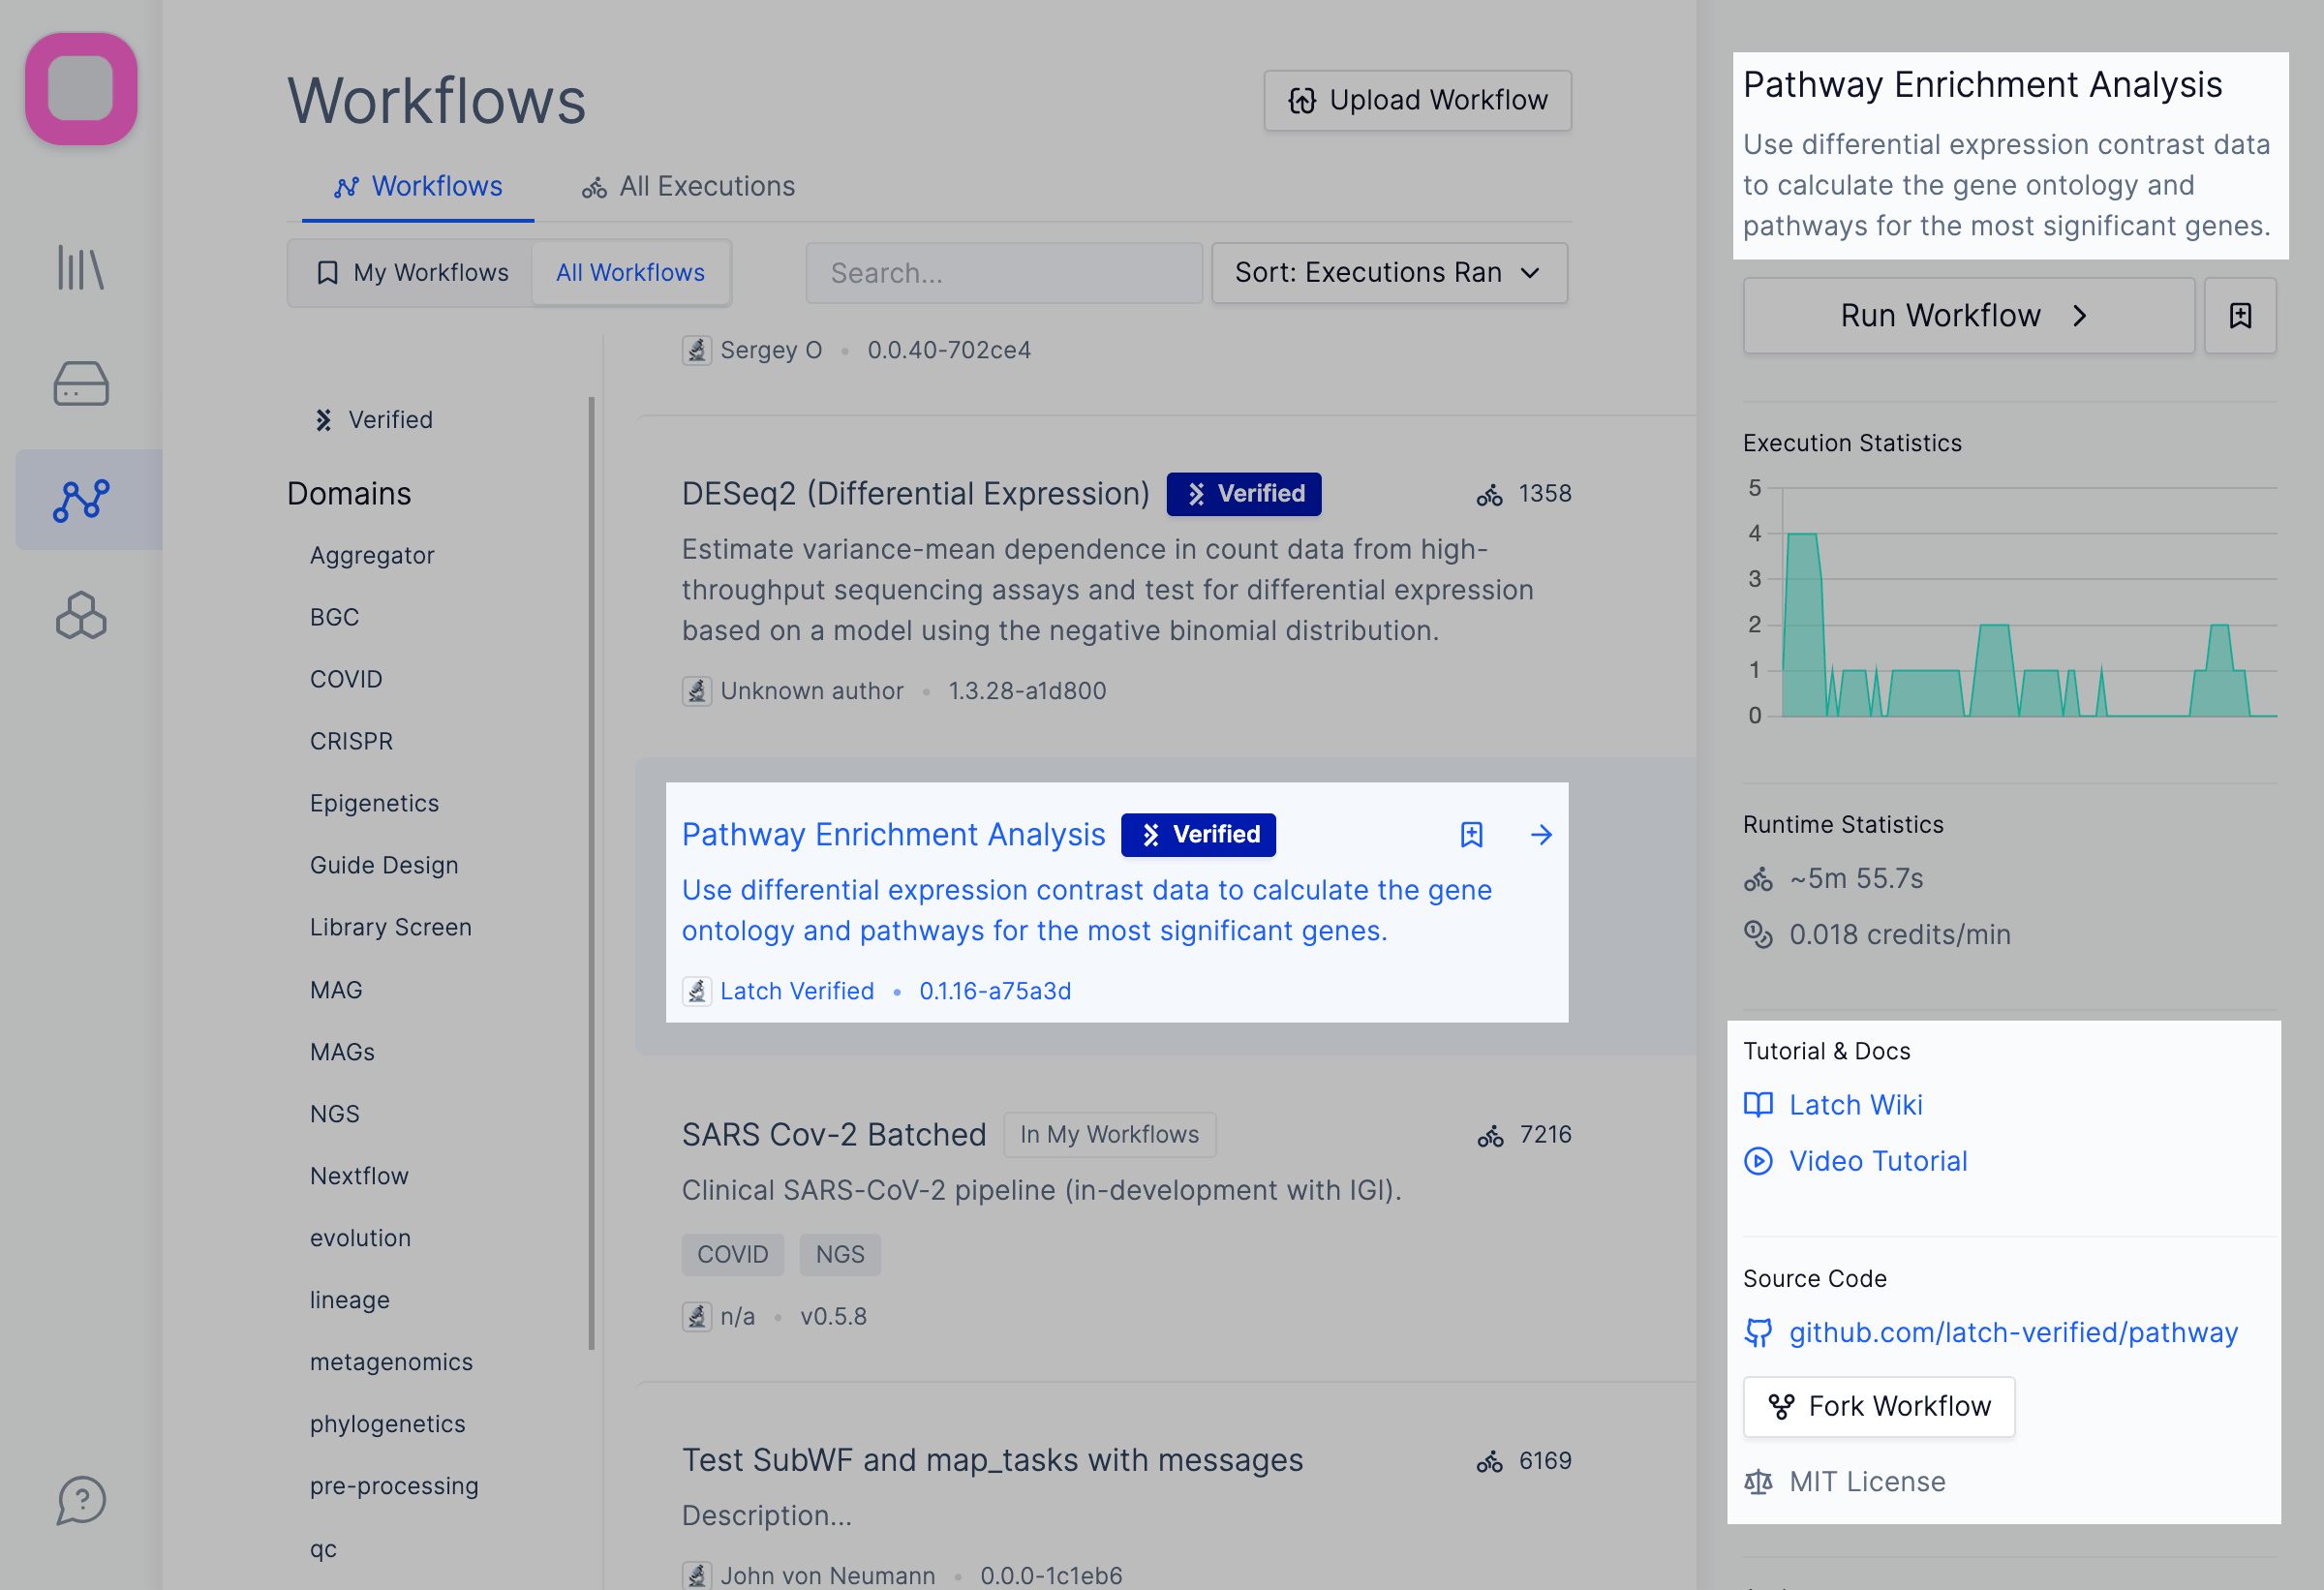 Workflows
Upload Workflow
Workflows
All Executions
My Workflows
All Workflows
Search...
Sort: Executions Ran
Verified
Domains
Aggregator
BGC
COVID
CRISPR
Epigenetics
Guide Design
Library Screen
MAG
MAGs
NGS
Nextflow
evolution
lineage
metagenomics
phylogenetics
pre-processing
qc
Sergey O • 0.0.40-702ce4
DESeq2 (Differential Expression) Verified 1358
Estimate variance-mean dependence in count data from high-
throughput sequencing assays and test for differential expression
based on a model using the negative binomial distribution.
Unknown author • 1.3.28-a1d800
Pathway Enrichment Analysis Verified
Use differential expression contrast data to calculate the gene
ontology and pathways for the most significant genes.
Latch Verified • 0.1.16-a75a3d
SARS Cov-2 Batched In My Workflows 7216
Clinical SARS-CoV-2 pipeline (in-development with IGI).
COVID NGS
n/a • v0.5.8
Test SubWF and map_tasks with messages 6169
Description...
John von Neumann • 0.0.0-1c1eb6
Pathway Enrichment Analysis
Use differential expression contrast data
to calculate the gene ontology and
pathways for the most significant genes.
Run Workflow
Execution Statistics
5
4
3
2
1
0
Runtime Statistics
~5m 55.7s
0.018 credits/min
Tutorial & Docs
Latch Wiki
Video Tutorial
Source Code
github.com/latch-verified/pathway
Fork Workflow
MIT License